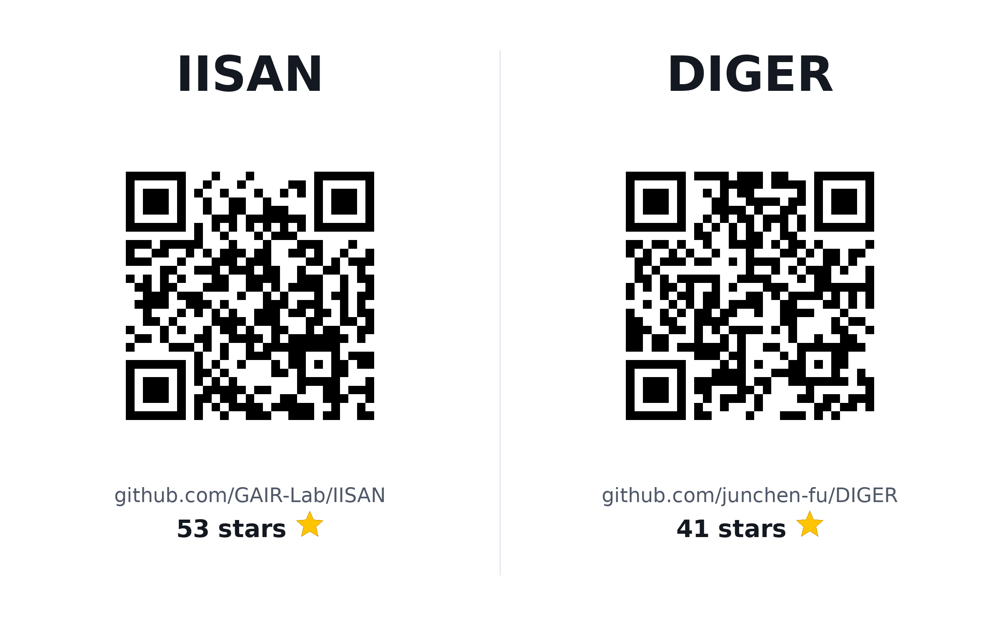 IISAN
github.com/GAIR-Lab/IISAN
53 stars
DIGER
github.com/junchen-fu/DIGER
41 stars